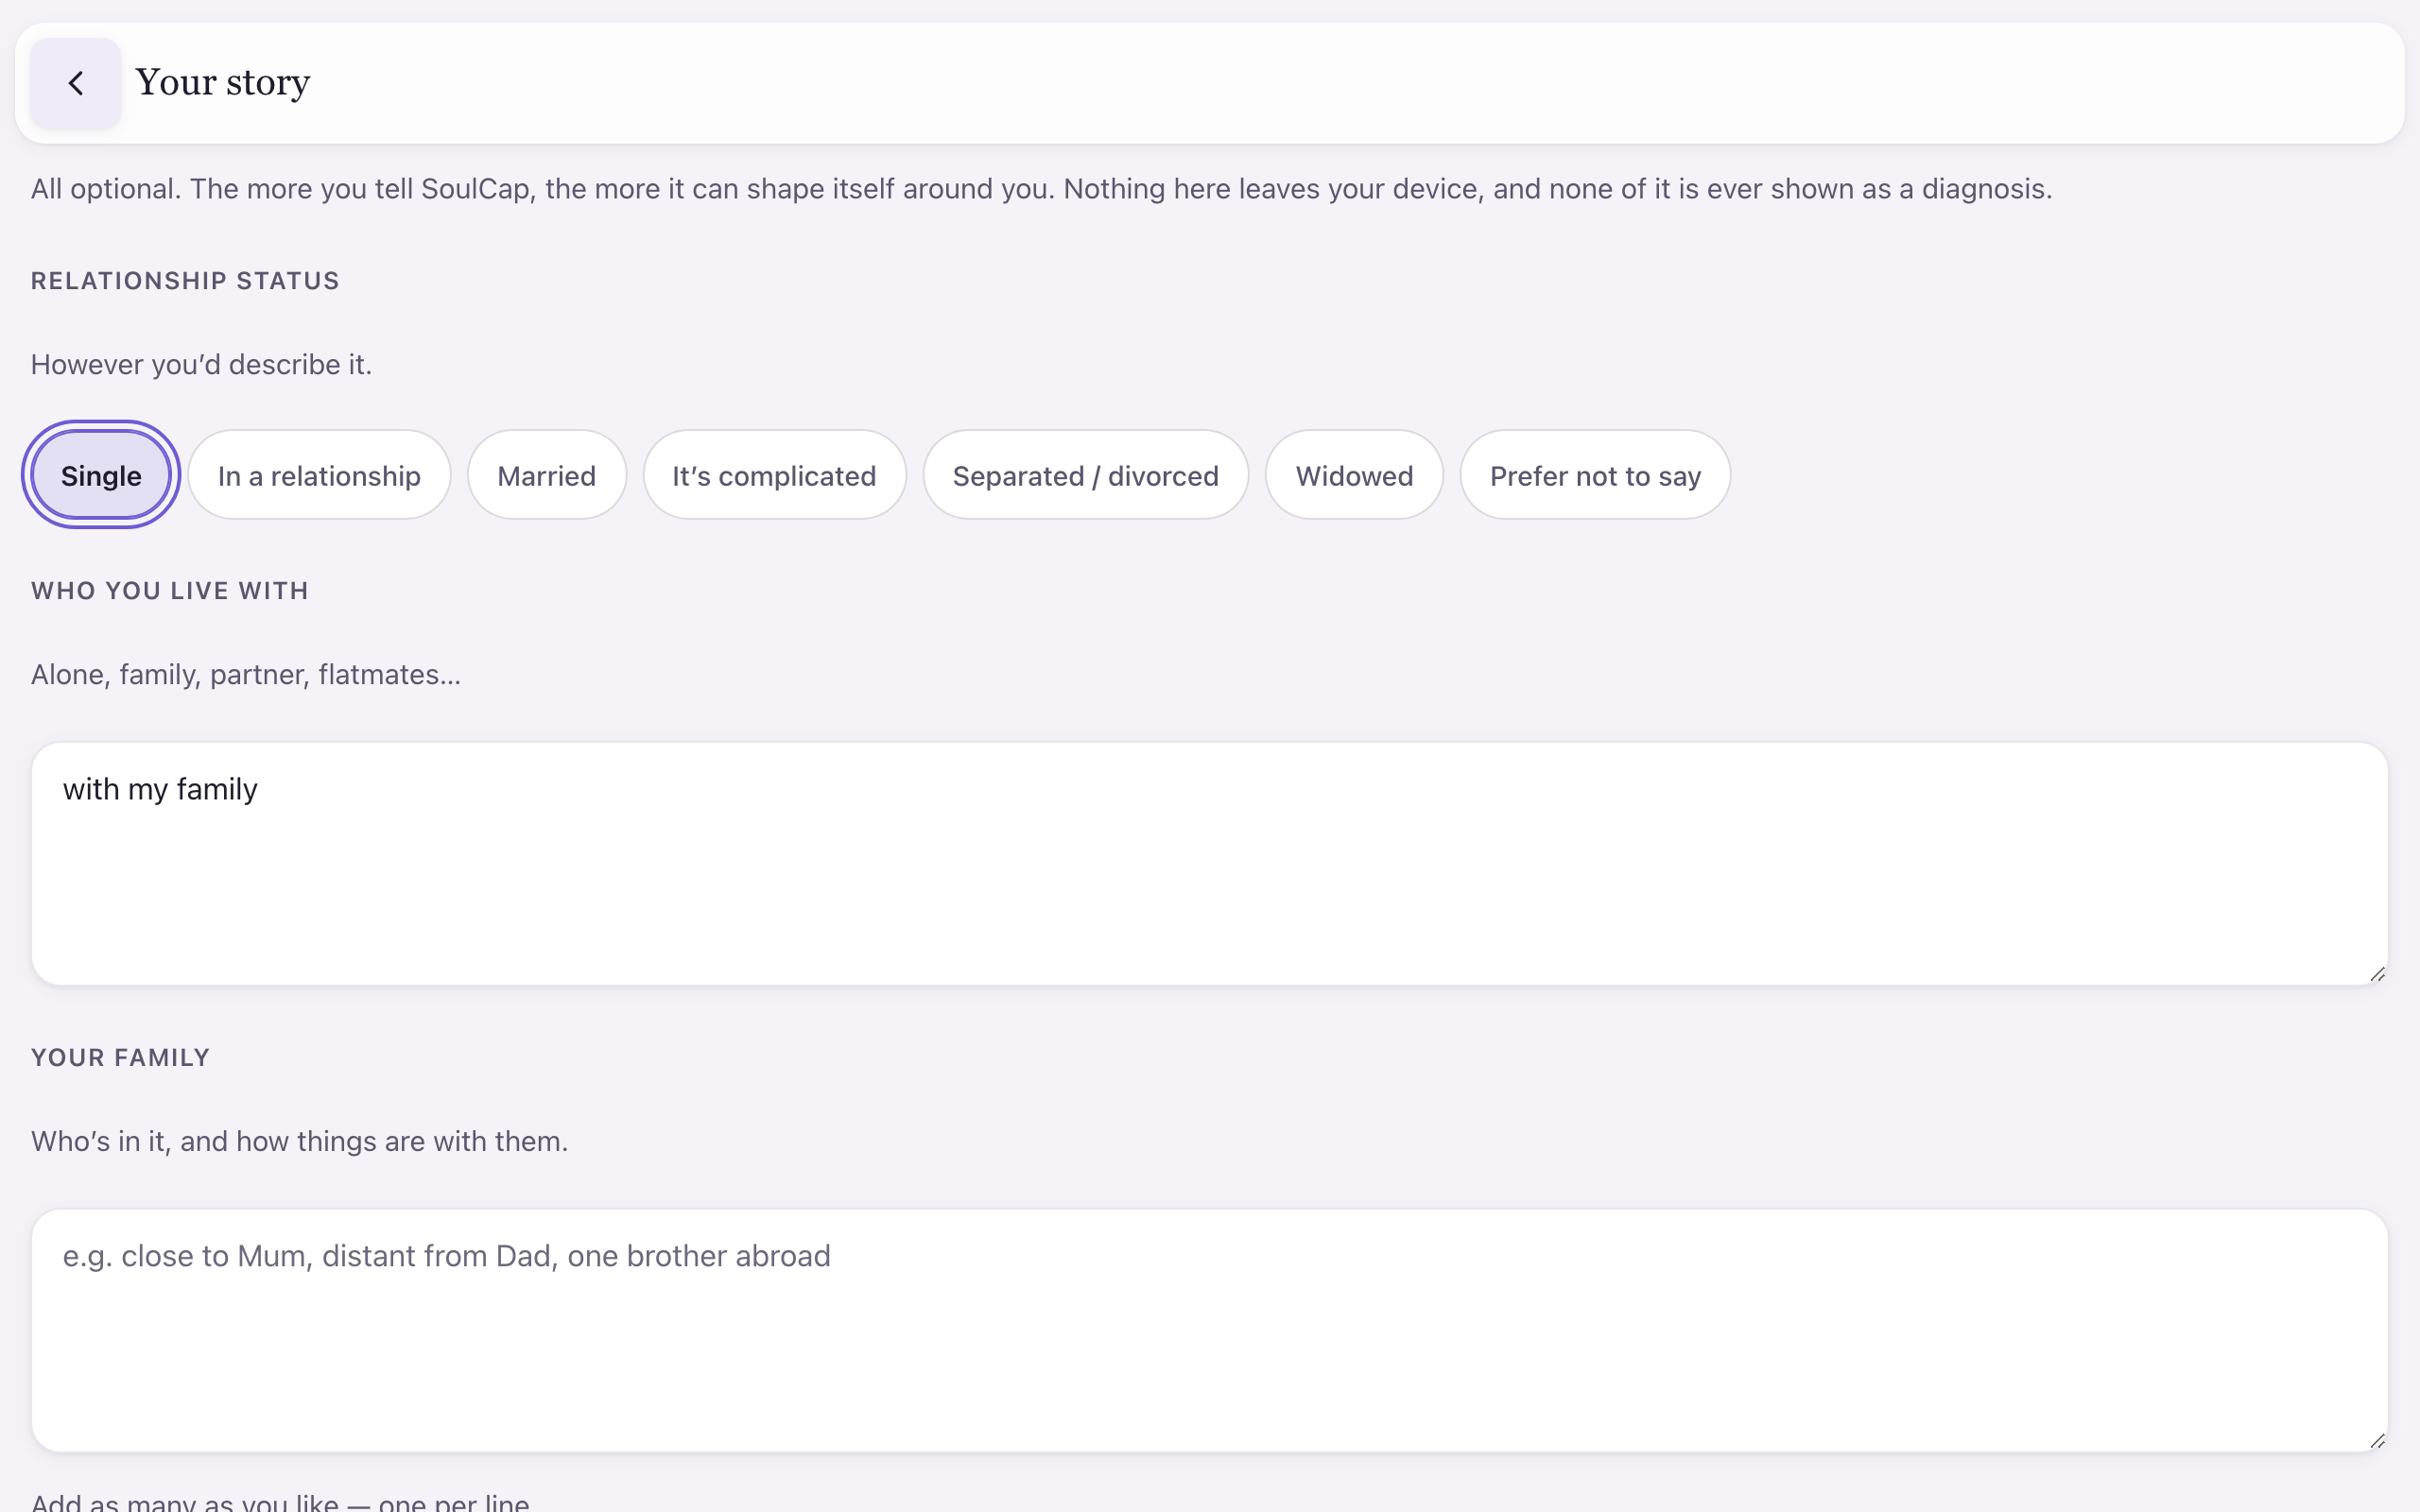 Your story
All optional. The more you tell SoulCap, the more it can shape itself around you. Nothing here leaves your device, and none of it is ever shown as a diagnosis.
RELATIONSHIP STATUS
However you’d describe it.
Single
In a relationship
Married
It’s complicated
Separated / divorced
Widowed
Prefer not to say
WHO YOU LIVE WITH
Alone, family, partner, flatmates...
with my family
YOUR FAMILY
Who’s in it, and how things are with them.
e.g. close to Mum, distant from Dad, one brother abroad
Add as many as you like — one per line